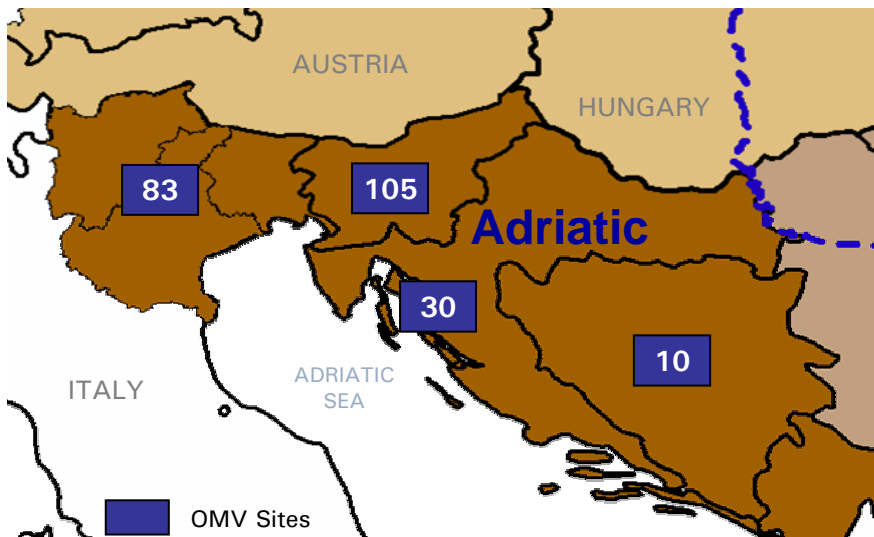 AUSTRIA
HUNGARY
83
105
Adriatic
30
10
ITALY
ADRIATIC
SEA
OMV Sites